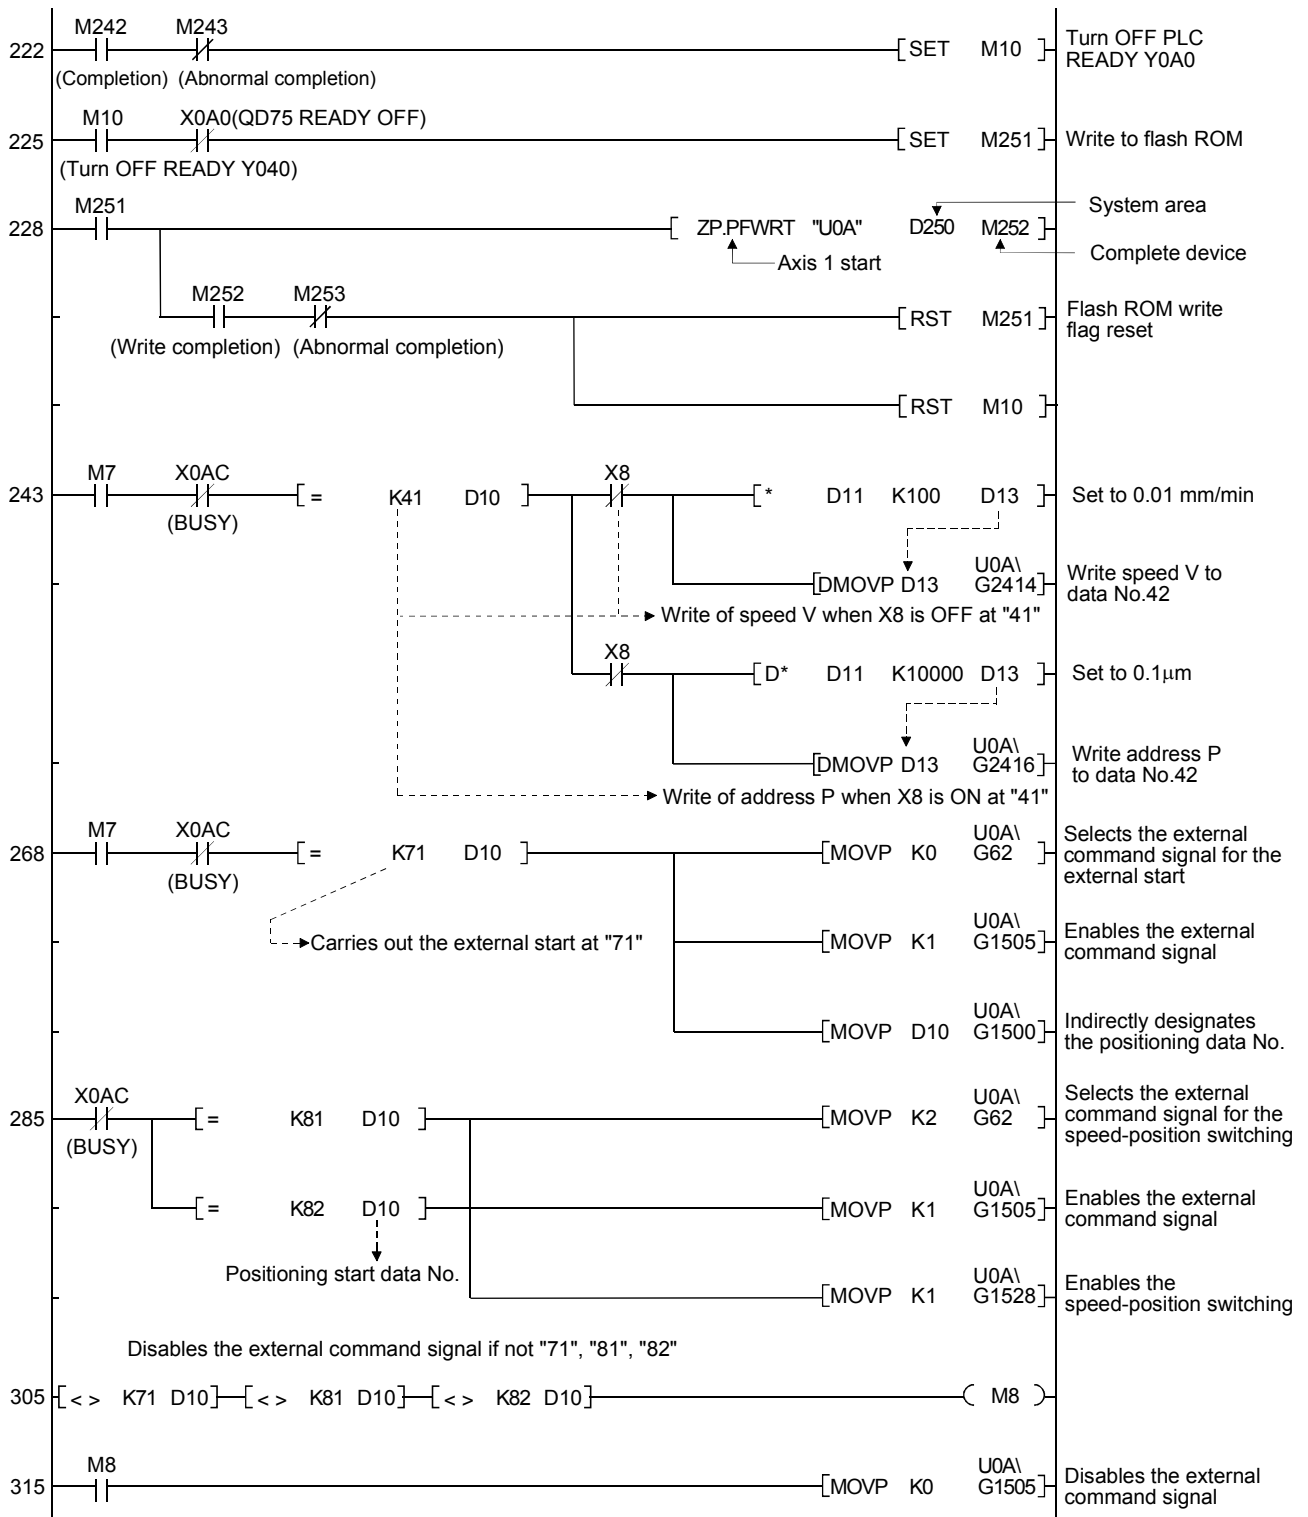 M242 M243
222 [ SET M10 ] Turn OFF PLC
READY Y0A0
(Completion) (Abnormal completion)
M10 X0A0(QD75 READY OFF)
225 [ SET M251 ] Write to flash ROM
(Turn OFF READY Y040)
M251
System area
228 [ ZP.PFWRT "U0A" D250 M252 ]
Axis 1 start
Complete device
M252 M253
[ RST M251 ] Flash ROM write
flag reset
(Write completion) (Abnormal completion)
[ RST M10 ]
M7 X0AC X8
243 [ = K41 D10 ] [ * D11 K100 D13 ] Set to 0.01 mm/min
(BUSY)
U0A\
[ DMOVP D13 G2414 ] Write speed V to
data No.42
Write of speed V when X8 is OFF at "41"
X8
[ D* D11 K10000 D13 ] Set to 0.1μm
U0A\
[ DMOVP D13 G2416 ] Write address P
to data No.42
Write of address P when X8 is ON at "41"
M7 X0AC U0A\
268 [ = K71 D10 ] [ MOVP K0 G62 ] Selects the external
command signal for the
external start
(BUSY)
Carries out the external start at "71"
U0A\
[ MOVP K1 G1505 ] Enables the external
command signal
U0A\
[ MOVP D10 G1500 ] Indirectly designates
the positioning data No.
X0AC U0A\
285 [ = K81 D10 ] [ MOVP K2 G62 ] Selects the external
command signal for the
speed-position switching
(BUSY)
U0A\
[ = K82 D10 ] [ MOVP K1 G1505 ] Enables the external
command signal
Positioning start data No.
U0A\
[ MOVP K1 G1528 ] Enables the
speed-position switching
Disables the external command signal if not "71", "81", "82"
305 [ < > K71 D10 ] [ < > K81 D10 ] [ < > K82 D10 ] ( M8 )
M8 U0A\
315 [ MOVP K0 G1505 ] Disables the external
command signal